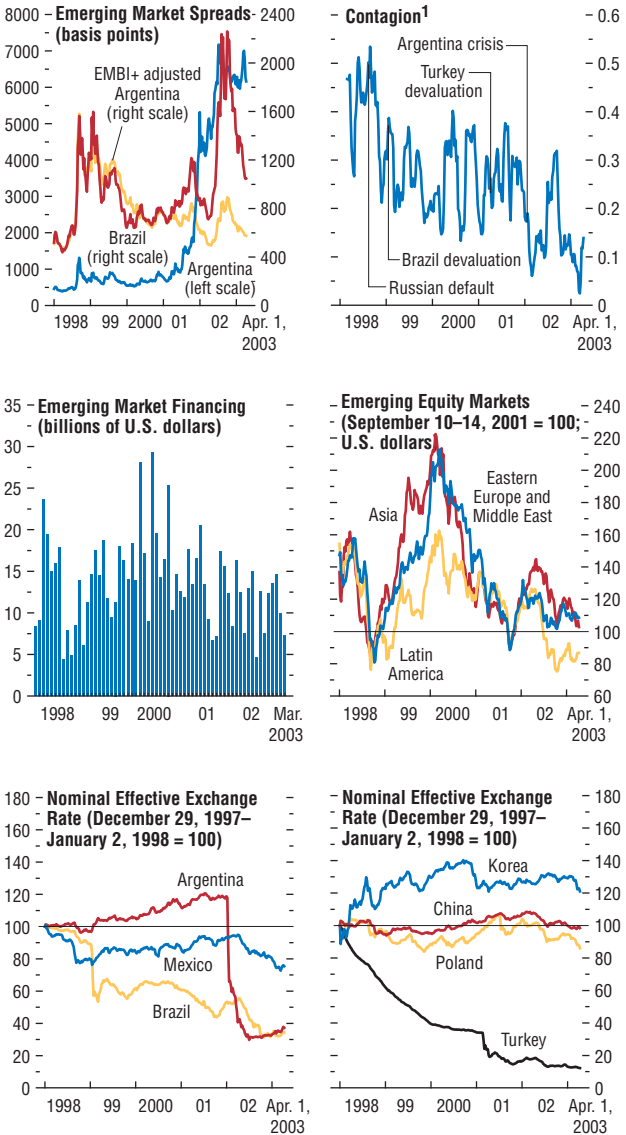 Emerging Market Spreads
(basis points)
8000
7000
6000
5000
4000
3000
2000
1000
0
2400
2000
1600
1200
800
400
0
EMBI+ adjusted
Argentina
(right scale)
Brazil
(right scale)
Argentina
(left scale)
1998 99 2000 01 02 Apr. 1,
2003
Contagion1
0.6
0.5
0.4
0.3
0.2
0.1
0
Argentina crisis
Turkey
devaluation
Brazil devaluation
Russian default
1998 99 2000 01 02 Apr. 1,
2003
Emerging Market Financing
(billions of U.S. dollars)
35
30
25
20
15
10
5
0
1998 99 2000 01 02 Mar.
2003
Emerging Equity Markets
(September 10–14, 2001 = 100;
U.S. dollars)
240
220
200
180
160
140
120
100
80
60
Asia
Eastern
Europe and
Middle East
Latin
America
1998 99 2000 01 02 Apr. 1,
2003
Nominal Effective Exchange
Rate (December 29, 1997–
January 2, 1998 = 100)
180
160
140
120
100
80
60
40
20
0
Argentina
Mexico
Brazil
1998 99 2000 01 02 Apr. 1,
2003
Nominal Effective Exchange
Rate (December 29, 1997–
January 2, 1998 = 100)
180
160
140
120
100
80
60
40
20
0
Korea
China
Poland
Turkey
1998 99 2000 01 02 Apr. 1,
2003